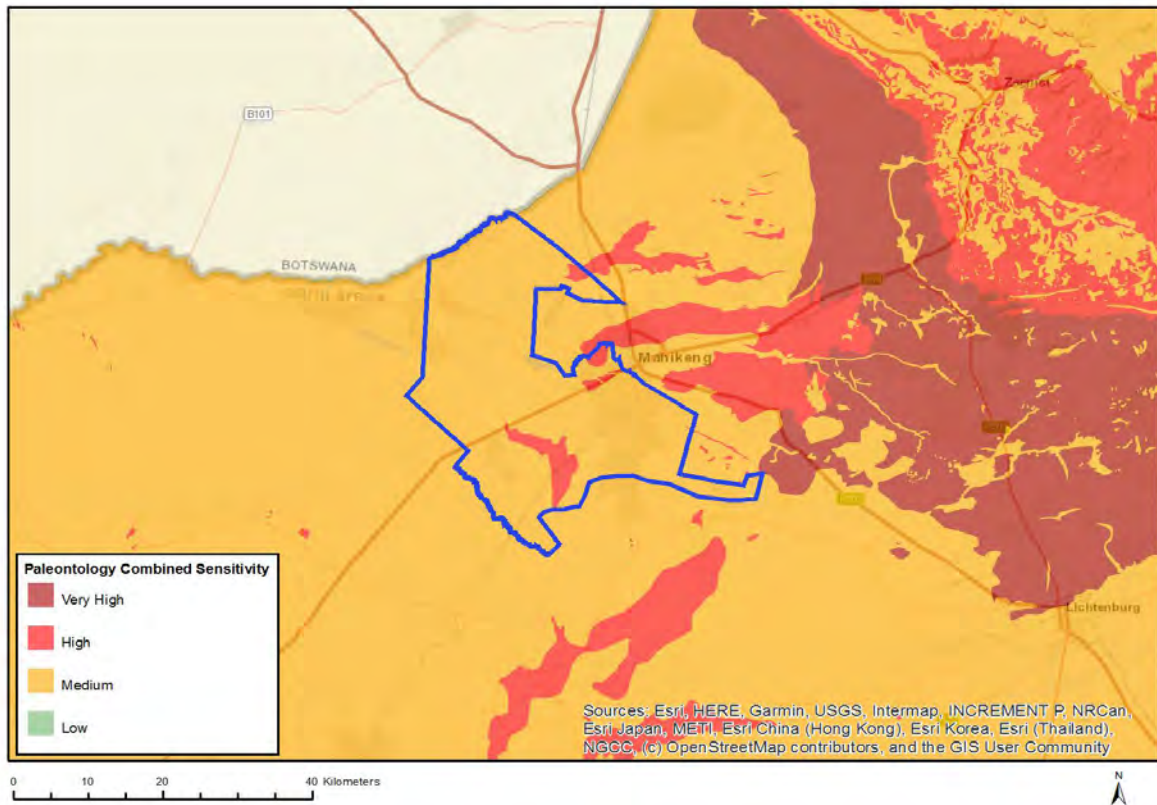 B101
Zeerust
BOTSWANA
SOUTH AFRICA
Mahikeng
Lichtenburg
Paleontology Combined Sensitivity
Very High
High
Medium
Low
Sources: Esri, HERE, Garmin, USGS, Intermap, INCREMENT P, NRCan,
Esri Japan, METI, Esri China (Hong Kong), Esri Korea, Esri (Thailand),
NGCC, (c) OpenStreetMap contributors, and the GIS User Community
0 10 20 40 Kilometers
N